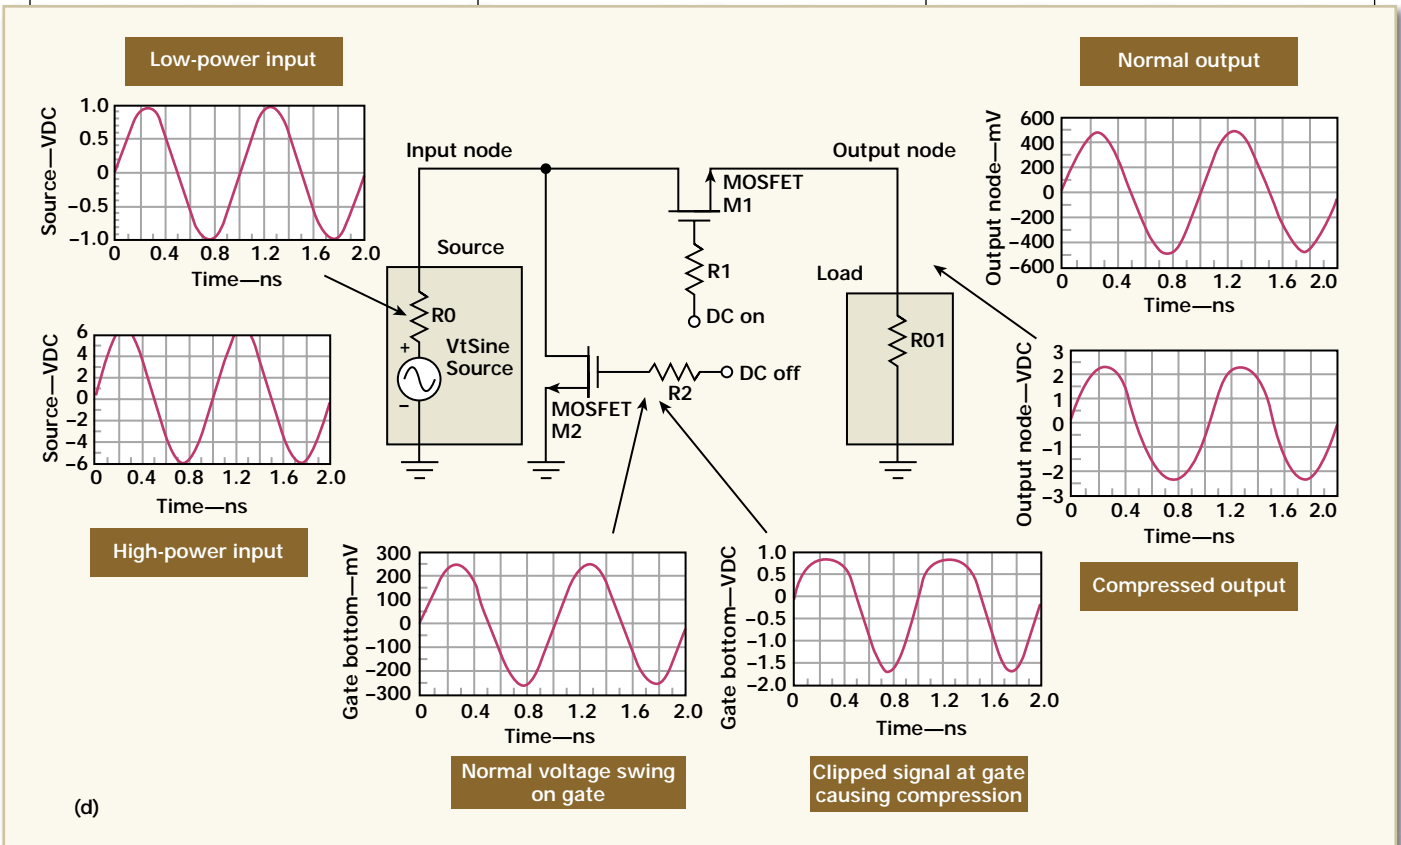 Low-power input
Source—VDC
1.0
0.5
0
–0.5
–1.0
0 0.4 0.8 1.2 1.6 2.0
Time—ns
Source—VDC
6
4
2
0
–2
–4
–6
0 0.4 0.8 1.2 1.6 2.0
Time—ns
High-power input
Input node
Output node
MOSFET
M1
Source
R0
+
VtSine
Source
–
R1
DC on
Load
R01
DC off
R2
MOSFET
M2
Normal output
Output node—mV
600
400
200
0
–200
–400
–600
0 0.4 0.8 1.2 1.6 2.0
Time—ns
Output node—VDC
3
2
1
0
–1
–2
–3
0 0.4 0.8 1.2 1.6 2.0
Time—ns
Compressed output
Gate bottom—mV
300
200
100
0
–100
–200
–300
0 0.4 0.8 1.2 1.6 2.0
Time—ns
Normal voltage swing
on gate
Gate bottom—VDC
1.0
0.5
0
–0.5
–1.0
–1.5
–2.0
0 0.4 0.8 1.2 1.6 2.0
Time—ns
Clipped signal at gate
causing compression
(d)